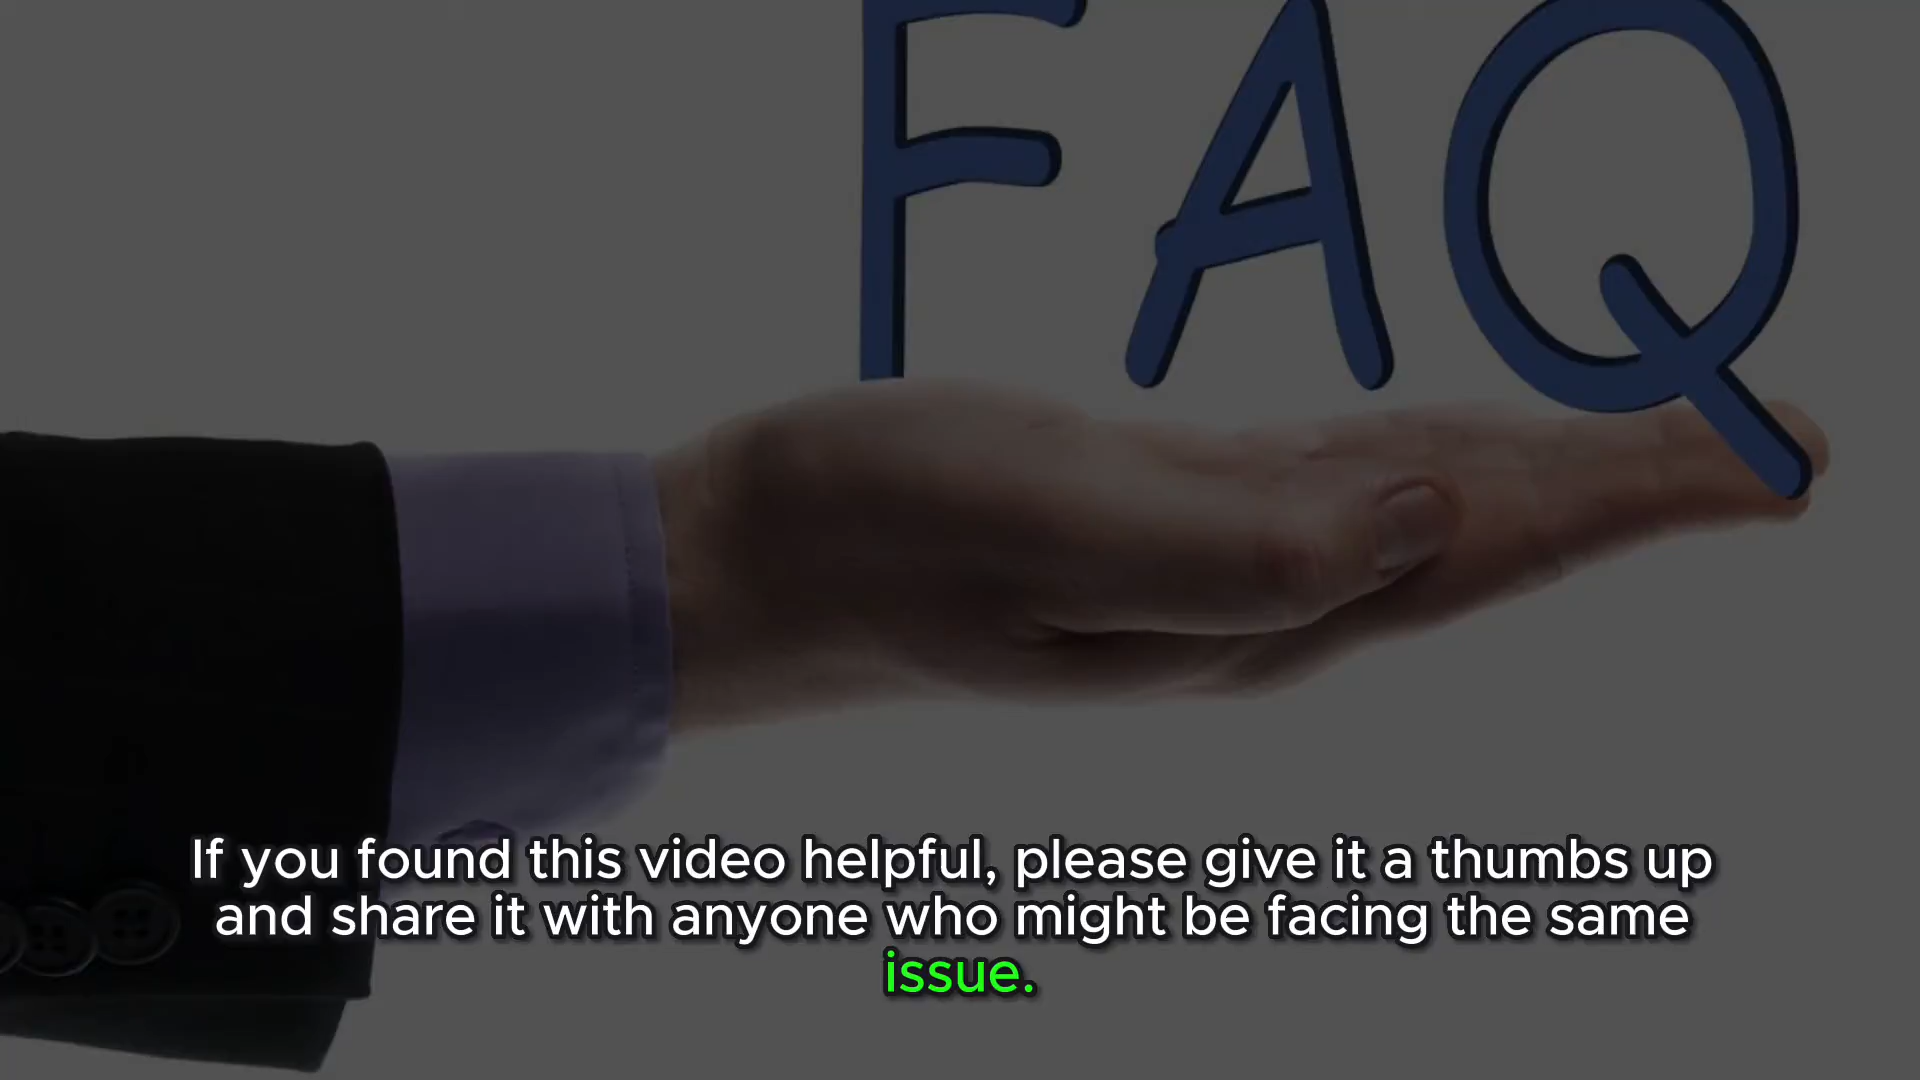 FAQ
If you found this video helpful, please give it a thumbs up
and share it with anyone who might be facing the same
issue.